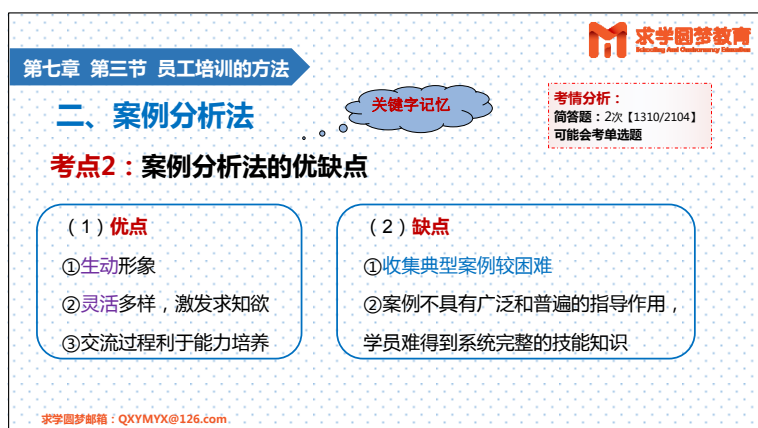 求学圆梦教育
第七章 第三节 员工培训的方法
二、案例分析法
关键字记忆
考情分析：
简答题：2次【1310/2104】
可能会考单选题
考点2：案例分析法的优缺点
（1）优点
①生动形象
②灵活多样，激发求知欲
③交流过程利于能力培养
（2）缺点
①收集典型案例较困难
②案例不具有广泛和普遍的指导作用，
学员难得到系统完整的技能知识
求学圆梦邮箱：QXYMYX@126.com